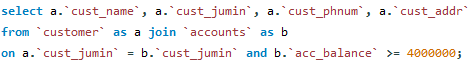 select a.`cust_name`, a.`cust_jumin`, a.`cust_phnum`, a.`cust_addr`
from `customer` as a join `accounts` as b
on a.`cust_jumin` = b.`cust_jumin` and b.`acc_balance` >= 4000000;